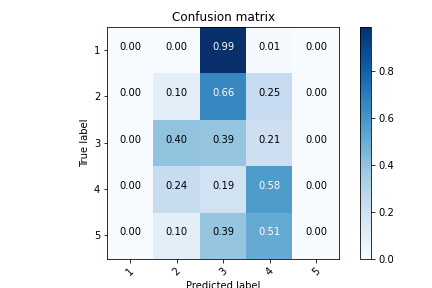 Confusion matrix
1 0.00 0.00 0.99 0.01 0.00
2 0.00 0.10 0.66 0.25 0.00
3 0.00 0.40 0.39 0.21 0.00
4 0.00 0.24 0.19 0.58 0.00
5 0.00 0.10 0.39 0.51 0.00
True label
1 2 3 4 5
Predicted label
0.8
0.6
0.4
0.2
0.0